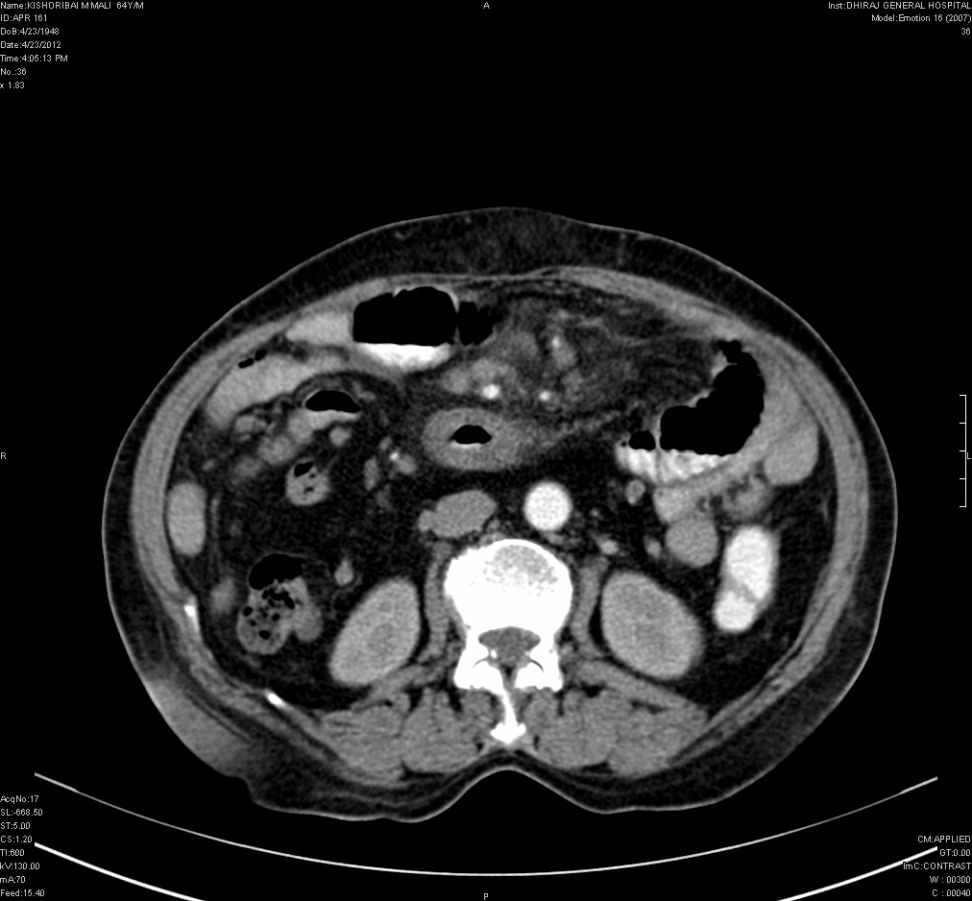 Name:KISHORIBAI M MALI 64Y/M
ID:APR 161
DoB:4/23/1948
Date:4/23/2012
Time:4:05:13 PM
No.:36
x 1.83
A
Inst:DHIRAJ GENERAL HOSPITAL
Model:Emotion 16 (2007)
36
R
L
AcqNo:17
SL:-668.50
ST:5.00
CS:1.20
TI:600
kV:130.00
mA:70
Feed:15.40
P
CM:APPLIED
GT:0.00
ImC:CONTRAST
W : 00300
C : 00040